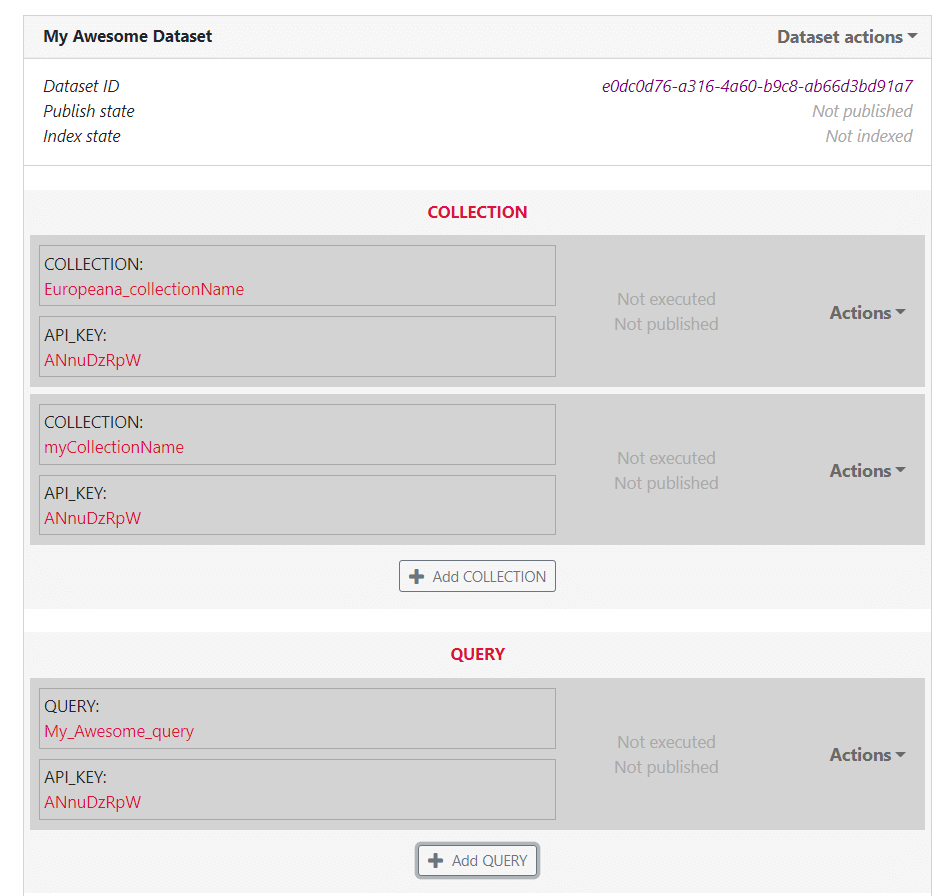 My Awesome Dataset
Dataset actions
Dataset ID
e0dc0d76-a316-4a60-b9c8-ab66d3bd91a7
Publish state
Not published
Index state
Not indexed
COLLECTION
COLLECTION:
Europeana_collectionName
API_KEY:
ANnuDzRpW
Not executed
Not published
Actions
COLLECTION:
myCollectionName
API_KEY:
ANnuDzRpW
Not executed
Not published
Actions
Add COLLECTION
QUERY
QUERY:
My_Awesome_query
API_KEY:
ANnuDzRpW
Not executed
Not published
Actions
Add QUERY